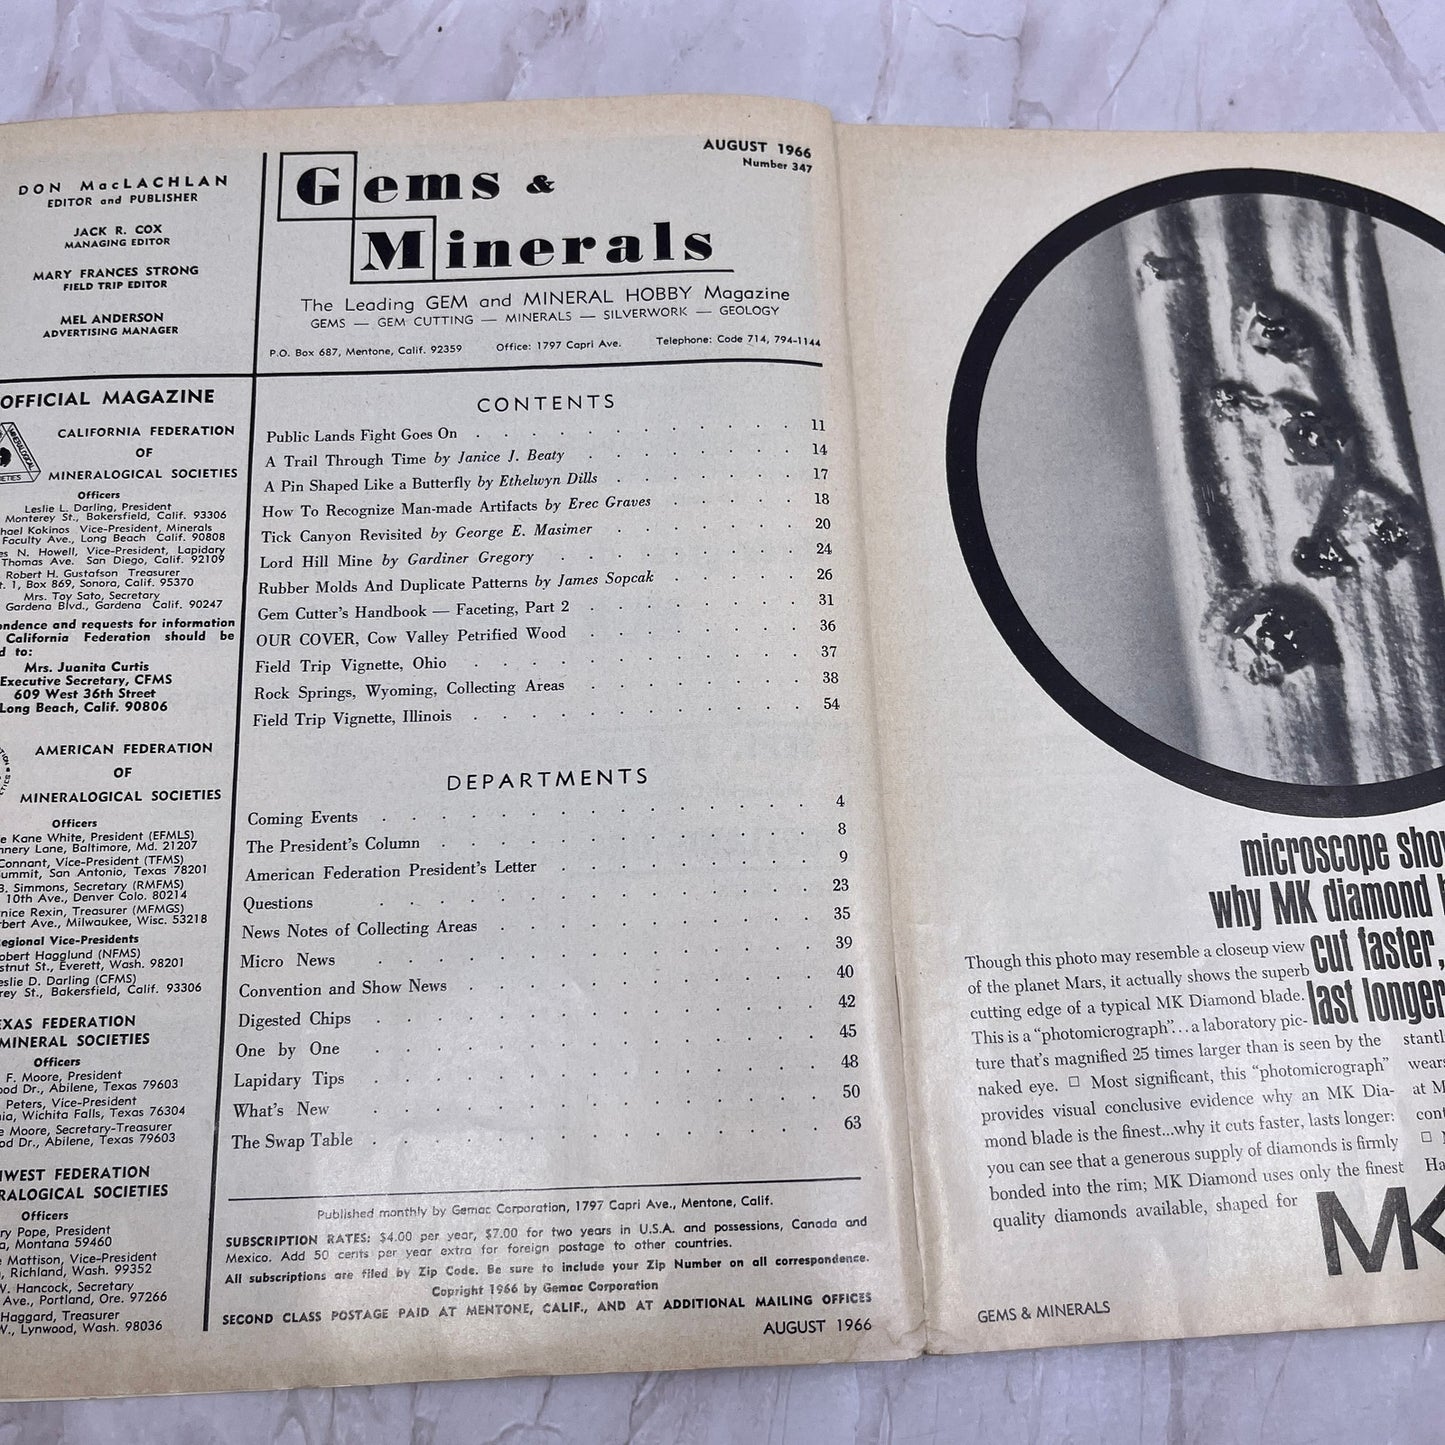 DON MacLACHLAN
EDITOR and PUBLISHER
JACK R. COX
MANAGING EDITOR
MARY FRANCES STRONG
FIELD TRIP EDITOR
MEL ANDERSON
ADVERTISING MANAGER
OFFICIAL MAGAZINE
CALIFORNIA FEDERATION
OF
MINERALOGICAL SOCIETIES
Officers
Leslie L. Darling, President
Monterey St., Bakersfield, Calif. 93306
Kokinos Vice-President, Minerals
Faculty Ave., Long Beach Calif. 90808
N. Howell, Vice-President, Lapidary
Thomas Ave. San Diego, Calif. 92109
Robert H. Gustafson Treasurer
1, Box 869, Sonora, Calif. 95370
Mrs. Toy Sato, Secretary
Gardena Blvd., Gardena Calif. 90247
and requests for information
California Federation should be
to:
Mrs. Juanita Curtis
Executive Secretary, CFMS
609 West 36th Street
Long Beach, Calif. 90806
AMERICAN FEDERATION
OF
MINERALOGICAL SOCIETIES
Officers
Kane White, President (EFMLS)
Lane, Baltimore, Md. 21207
Connant, Vice-President (TFMS)
San Antonio, Texas 78201
B. Simmons, Secretary (RMFMS)
10th Ave., Denver Colo. 80214
Rexin, Treasurer (MFMGS)
Ave., Milwaukee, Wisc. 53218
Regional Vice-Presidents
Robert Hagglund (NFMS)
St., Everett, Wash. 98201
Leslie D. Darling (CFMS)
St., Bakersfield, Calif. 93306
TEXAS FEDERATION
MINERAL SOCIETIES
Officers
F. Moore, President
Dr., Abilene, Texas 79603
Peters, Vice-President
Wichita Falls, Texas 76304
Moore, Secretary-Treasurer
Dr., Abilene, Texas 79603
FEDERATION
SOCIETIES
Officers
Pope, President
Montana 59460
Mattison, Vice-President
Richland, Wash. 99352
W. Hancock, Secretary
Ave., Portland, Ore. 97266
Haggard, Treasurer
Lynwood, Wash. 98036
AUGUST 1966
Number 347
Gems &
Minerals
The Leading GEM and MINERAL HOBBY Magazine
GEMS — GEM CUTTING — MINERALS — SILVERWORK — GEOLOGY
P.O. Box 687, Mentone, Calif. 92359 Office: 1797 Capri Ave. Telephone: Code 714, 794-1144
CONTENTS
Public Lands Fight Goes On . . . 11
A Trail Through Time by Janice J. Beaty . . . 14
A Pin Shaped Like a Butterfly by Ethelwyn Dills . . . 17
How To Recognize Man-made Artifacts by Erec Graves . . . 18
Tick Canyon Revisited by George E. Masimer . . . 20
Lord Hill Mine by Gardiner Gregory . . . 24
Rubber Molds And Duplicate Patterns by James Sopcak . . . 26
Gem Cutter's Handbook — Faceting, Part 2 . . . 31
OUR COVER, Cow Valley Petrified Wood . . . 36
Field Trip Vignette, Ohio . . . 37
Rock Springs, Wyoming, Collecting Areas . . . 38
Field Trip Vignette, Illinois . . . 54
DEPARTMENTS
Coming Events . . . 4
The President's Column . . . 8
American Federation President's Letter . . . 9
Questions . . . 23
News Notes of Collecting Areas . . . 35
Micro News . . . 39
Convention and Show News . . . 40
Digested Chips . . . 42
One by One . . . 45
Lapidary Tips . . . 48
What's New . . . 50
The Swap Table . . . 63
Published monthly by Gemac Corporation, 1797 Capri Ave., Mentone, Calif.
SUBSCRIPTION RATES: $4.00 per year, $7.00 for two years in U.S.A. and possessions, Canada and
Mexico. Add 50 cents per year extra for foreign postage to other countries.
All subscriptions are filed by Zip Code. Be sure to include your Zip Number on all correspondence.
Copyright 1966 by Gemac Corporation
SECOND CLASS POSTAGE PAID AT MENTONE, CALIF., AND AT ADDITIONAL MAILING OFFICES
AUGUST 1966
microscope
why MK diamond
cut faster,
last longer
Though this photo may resemble a closeup view
of the planet Mars, it actually shows the superb
cutting edge of a typical MK Diamond blade.
This is a "photomicrograph"...a laboratory pic-
ture that's magnified 25 times larger than is seen by the
naked eye. □ Most significant, this "photomicrograph"
provides visual conclusive evidence why an MK Dia-
mond blade is the finest...why it cuts faster, lasts longer:
you can see that a generous supply of diamonds is firmly
bonded into the rim; MK Diamond uses only the finest
quality diamonds available, shaped for
wears
at
MK
GEMS & MINERALS